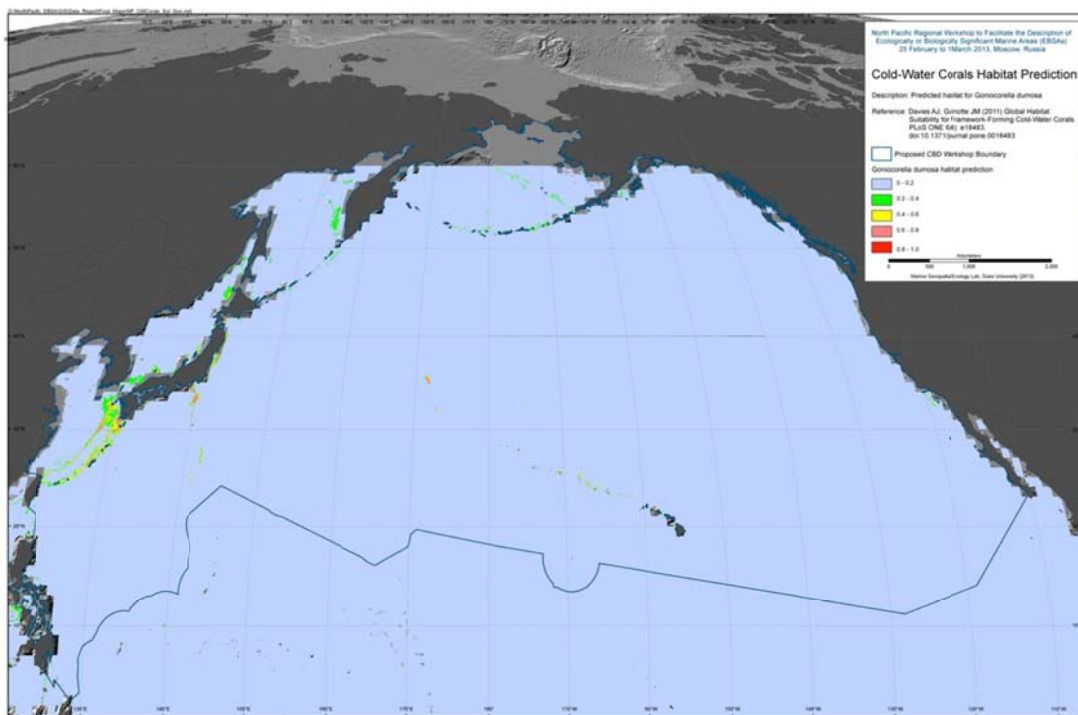 North Pacific Regional Workshop to Facilitate the Description of
Ecologically or Biologically Significant Marine Areas (EBSAs)
25 February to 1March 2013, Moscow, Russia
Cold-Water Corals Habitat Prediction
Description: Predicted habitat for Goniocorella dumosa
Reference: Davies AJ, Guinotte JM (2011) Global Habitat
Suitability for Framework-Forming Cold-Water Corals.
PLoS ONE 6(4): e18483.
doi:10.1371/journal.pone.0018483
Proposed CBD Workshop Boundary
Goniocorella dumosa habitat prediction
0 - 0.2
0.2 - 0.4
0.4 - 0.6
0.6 - 0.8
0.8 - 1.0
Kilometers
0 500 1,000 2,000
Marine Geospatial Ecology Lab, Duke University (2013)